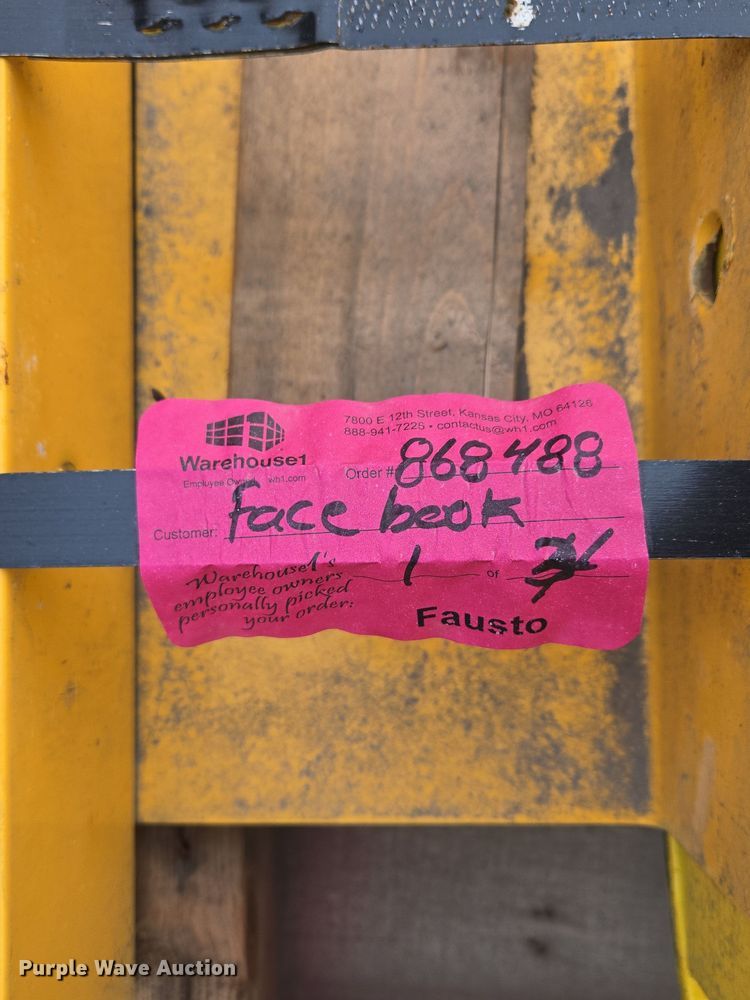 7800 E 12th Street, Kansas City, MO 64126
888-941-7225 • contactus@wh1.com
Warehouse1
Employee Owned wh1.com
Order # 868488
Customer: face book
Warehouse1's
employee owners
personally picked
your order:
1 of
Fausto
Purple Wave Auction